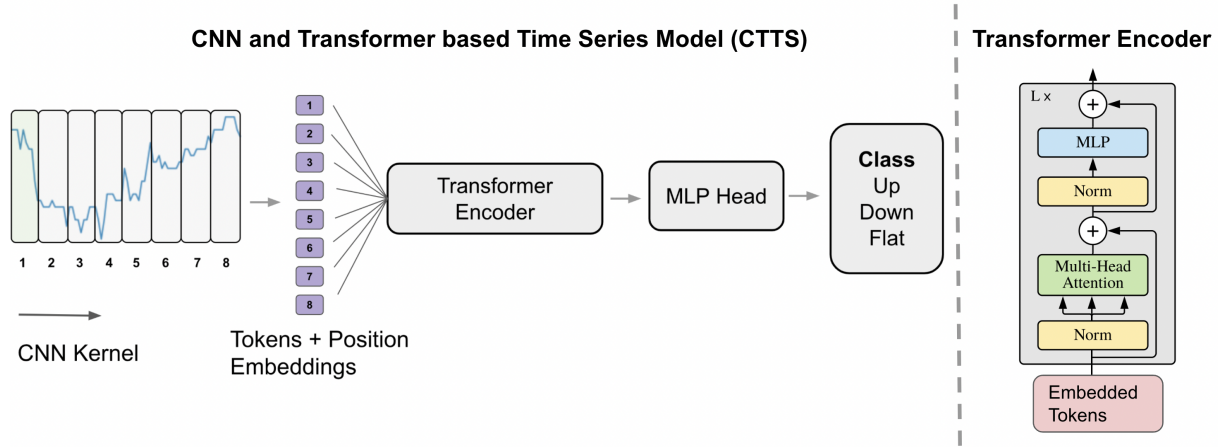 CNN and Transformer based Time Series Model (CTTS)
1 2 3 4 5 6 7 8
CNN Kernel
1
2
3
4
5
6
7
8
Tokens + Position
Embeddings
Transformer
Encoder
MLP Head
Class
Up
Down
Flat
Transformer Encoder
L ×
+
MLP
Norm
+
Multi-Head
Attention
Norm
Embedded
Tokens